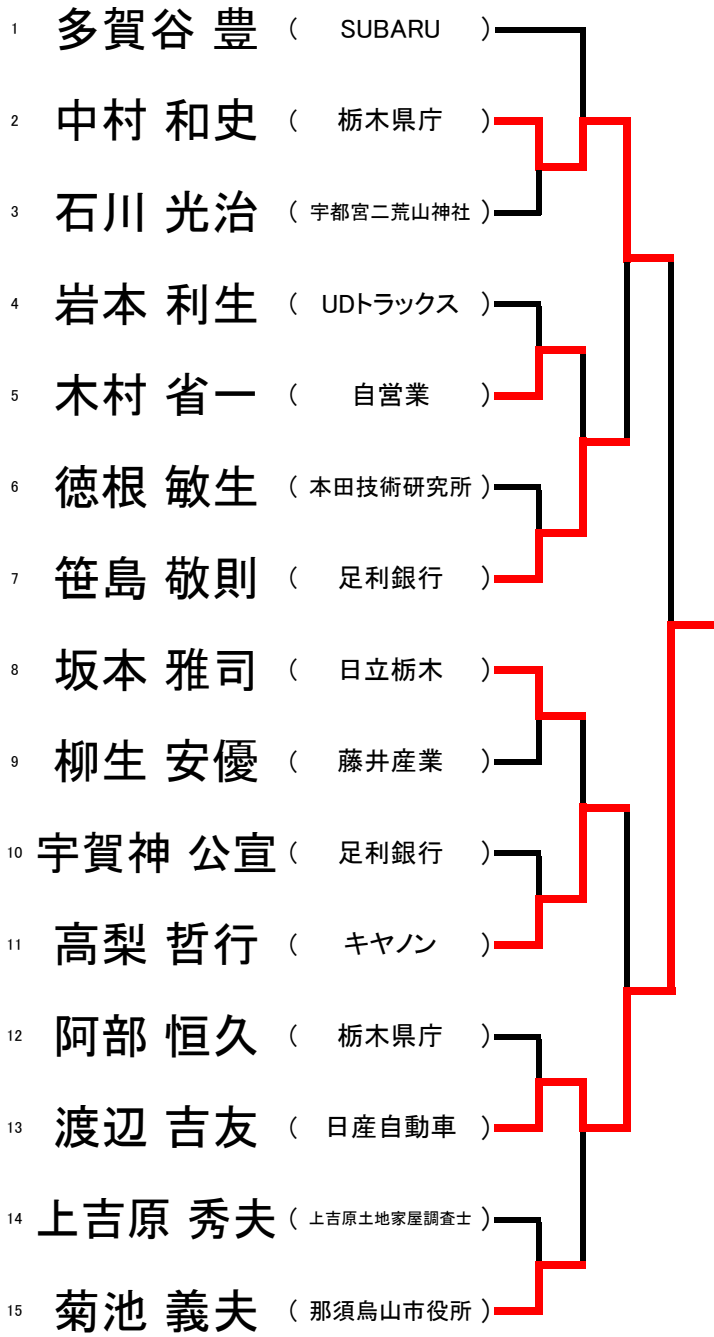 1 多賀谷 豊 ( SUBARU )
2 中村 和史 ( 栃木県庁 )
3 石川 光治 ( 宇都宮二荒山神社 )
4 岩本 利生 ( UDトラックス )
5 木村 省一 ( 自営業 )
6 徳根 敏生 ( 本田技術研究所 )
7 笹島 敬則 ( 足利銀行 )
8 坂本 雅司 ( 日立栃木 )
9 柳生 安優 ( 藤井産業 )
10 宇賀神 公宣 ( 足利銀行 )
11 高梨 哲行 ( キヤノン )
12 阿部 恒久 ( 栃木県庁 )
13 渡辺 吉友 ( 日産自動車 )
14 上吉原 秀夫 ( 上吉原土地家屋調査士 )
15 菊池 義夫 ( 那須烏山市役所 )